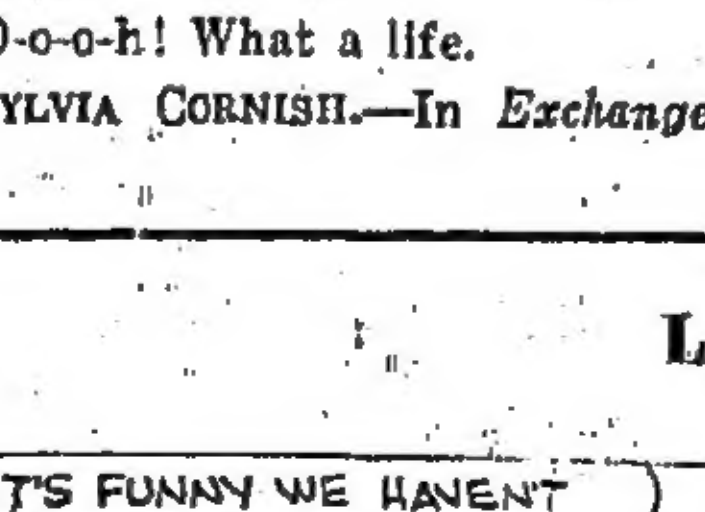 O-o-o-h! What a life.
YLVIA CORNISH.—In Exchange
L
T'S FUNNY WE HAVEN'T